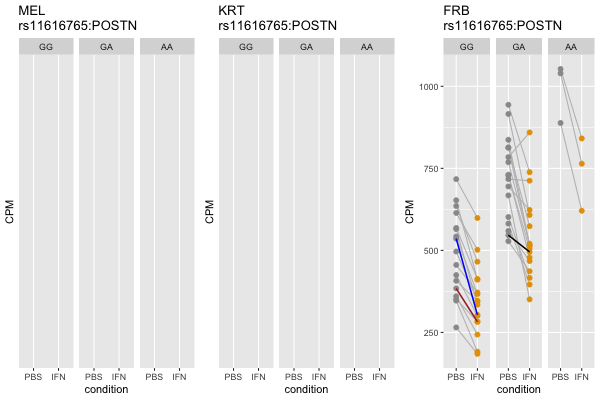 MEL
rs11616765:POSTN
GG GA AA
CPM
PBS IFN PBS IFN PBS IFN
condition
KRT
rs11616765:POSTN
GG GA AA
CPM
PBS IFN PBS IFN PBS IFN
condition
FRB
rs11616765:POSTN
GG GA AA
1000
750
500
250
CPM
PBS IFN PBS IFN PBS IFN
condition